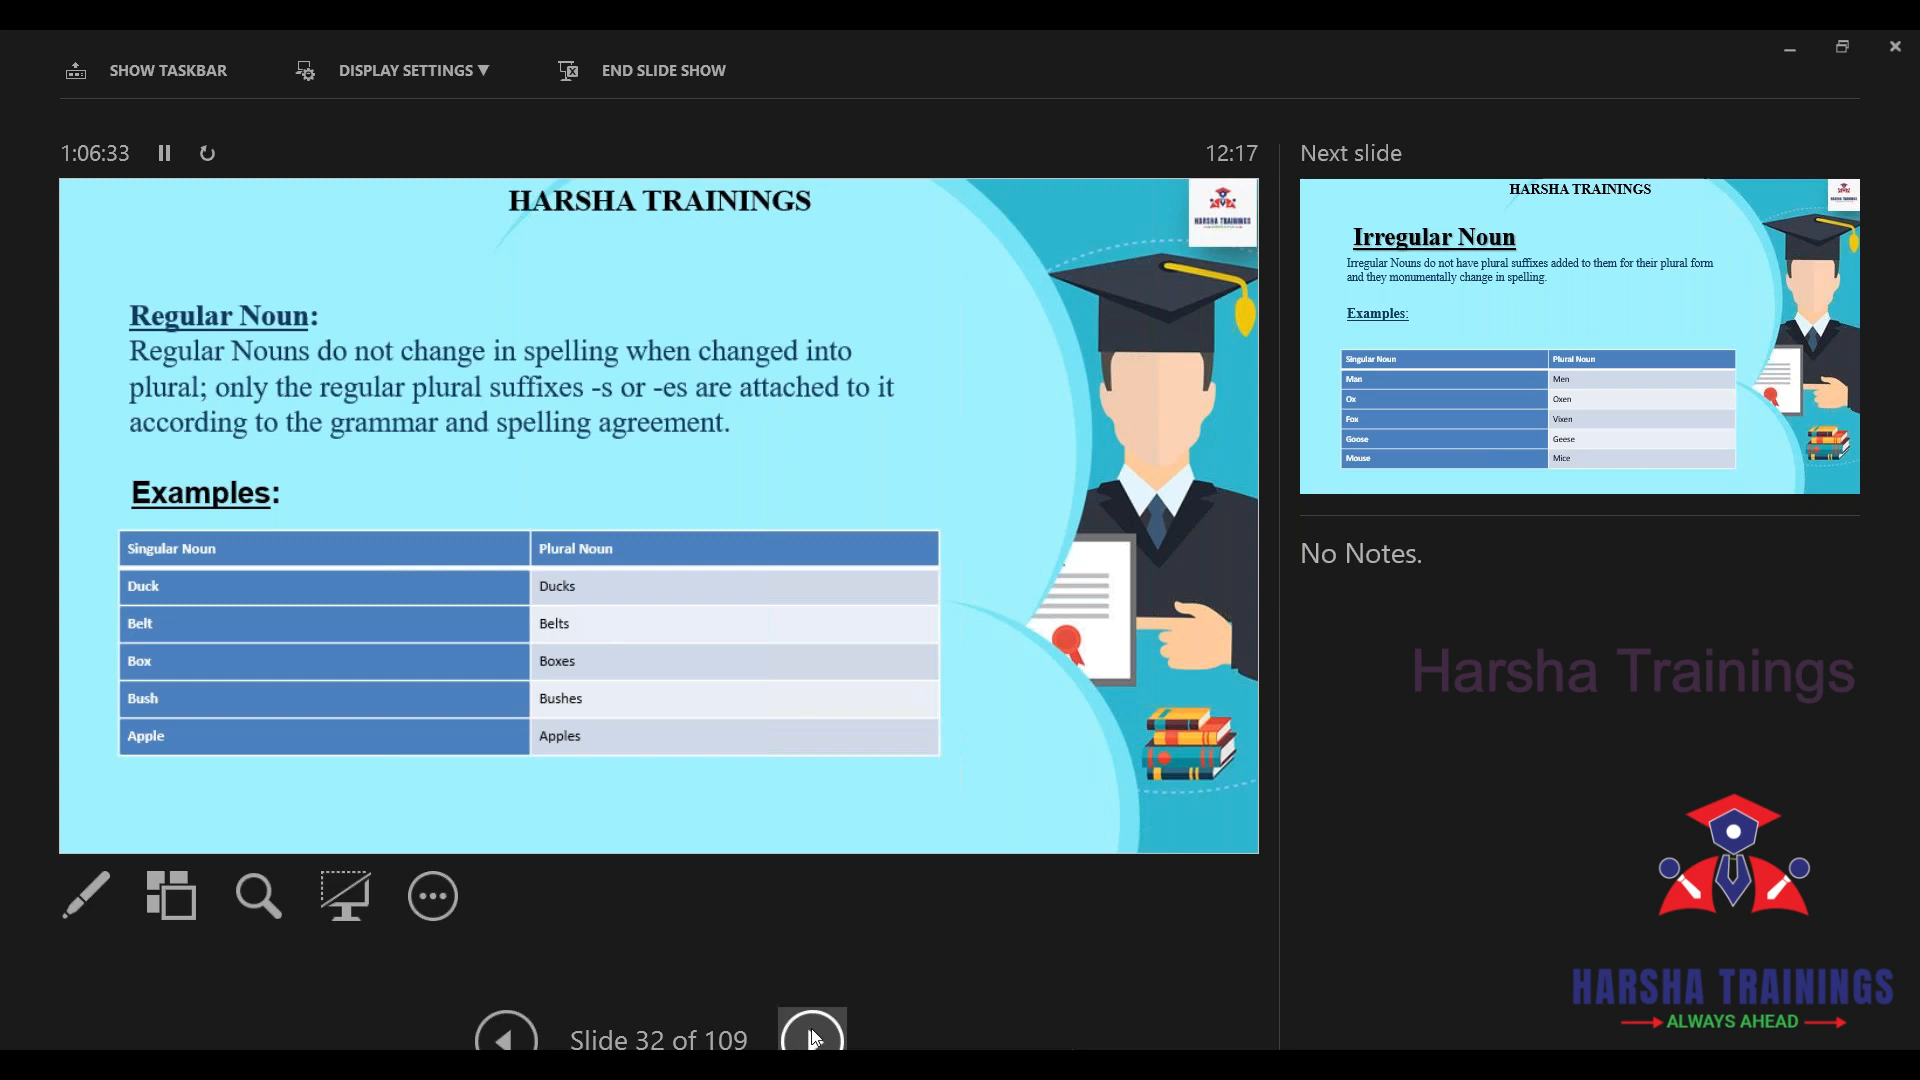 SHOW TASKBAR
DISPLAY SETTINGS ▼
END SLIDE SHOW
1:06:33
12:17
HARSHA TRAININGS
HARSHA TRAININGS
Regular Noun:
Regular Nouns do not change in spelling when changed into
plural; only the regular plural suffixes -s or -es are attached to it
according to the grammar and spelling agreement.
Examples:
Singular Noun Plural Noun
Duck Ducks
Belt Belts
Box Boxes
Bush Bushes
Apple Apples
Slide 32 of 109
Next slide
HARSHA TRAININGS
HARSHA TRAININGS
Irregular Noun
Irregular Nouns do not have plural suffixes added to them for their plural form
and they monumentally change in spelling.
Examples:
Singular Noun Plural Noun
Man Men
Ox Oxen
Fox Vixen
Goose Geese
Mouse Mice
No Notes.
Harsha Trainings
HARSHA TRAININGS
ALWAYS AHEAD